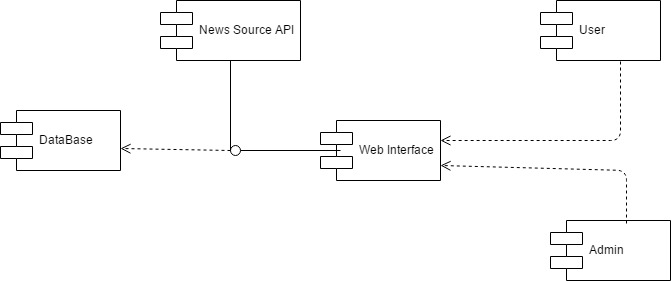 News Source API
User
DataBase
Web Interface
Admin